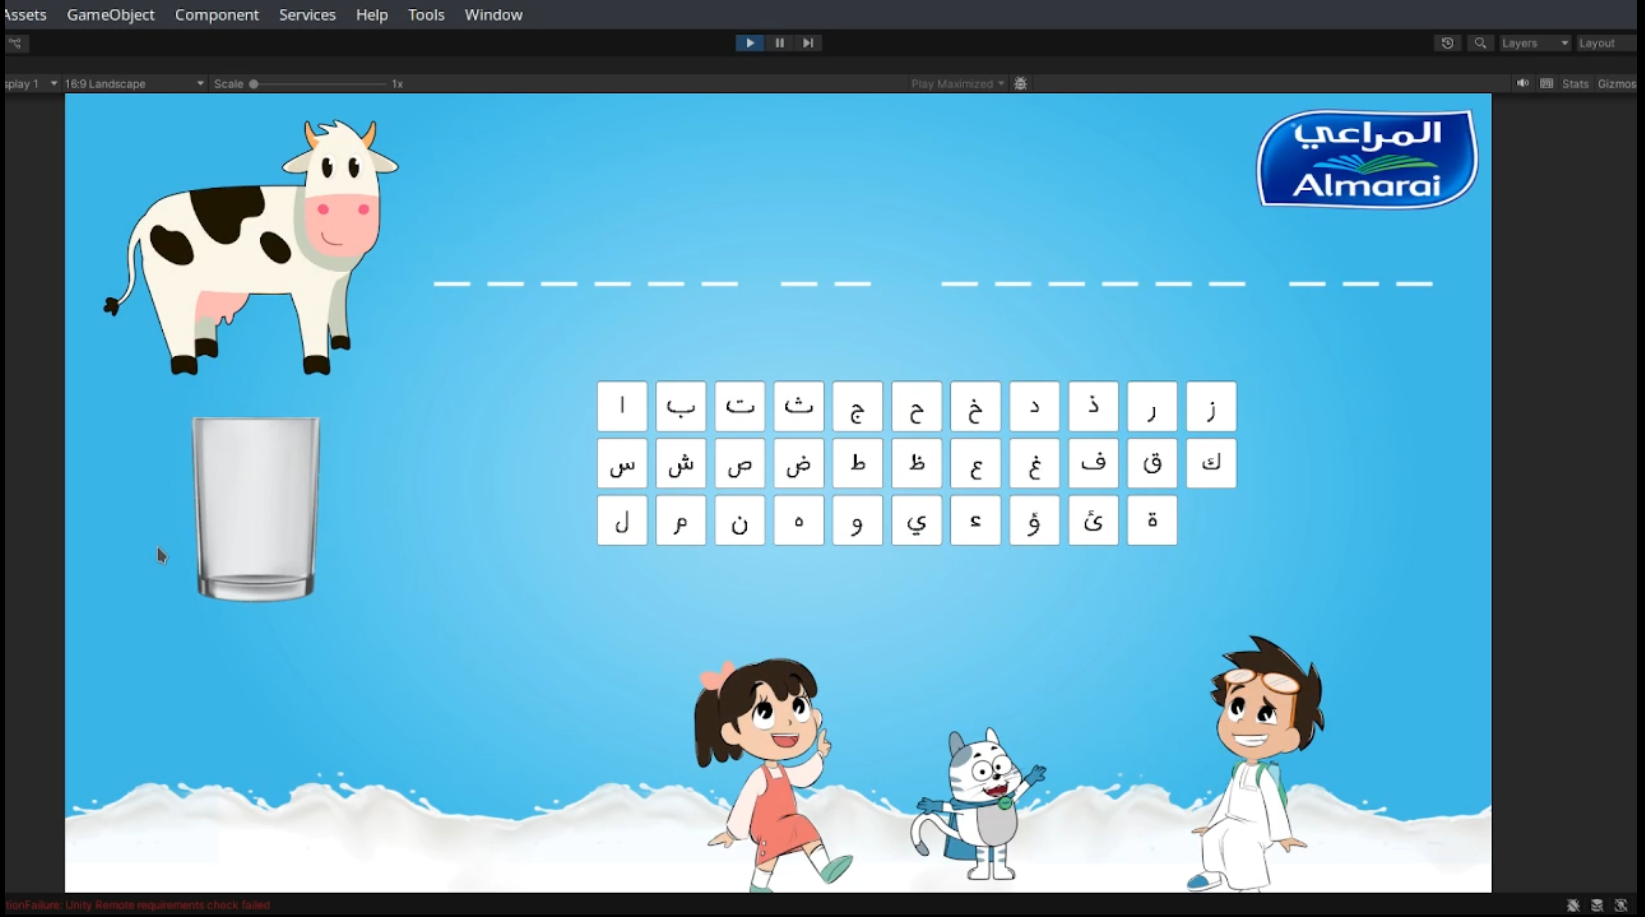 Assets GameObject Component Services Help Tools Window
Layers Layout
splay 1 16:9 Landscape Scale 1x Play Maximized Stats Gizmos
المراعي
Almarai
ا ب ت ث ج ح خ د ذ ر ز
س ش ص ض ط ظ ع غ ف ق ك
ل م ن ه و ي ء ؤ ئ ة
tionFailure: Unity Remote requirements check failed